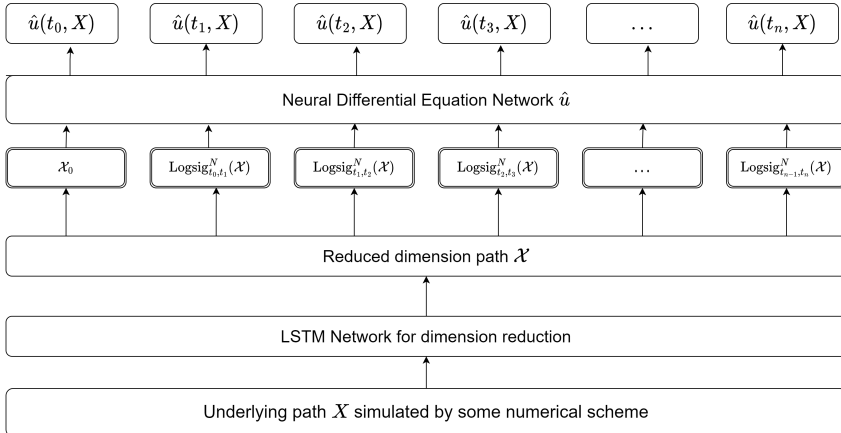 û(t₀, X) û(t₁, X) û(t₂, X) û(t₃, X) ... û(tₙ, X)
Neural Differential Equation Network û
𝒳₀ Logsig^N_{t₀,t₁}(𝒳) Logsig^N_{t₁,t₂}(𝒳) Logsig^N_{t₂,t₃}(𝒳) ... Logsig^N_{tₙ₋₁,tₙ}(𝒳)
Reduced dimension path 𝒳
LSTM Network for dimension reduction
Underlying path X simulated by some numerical scheme